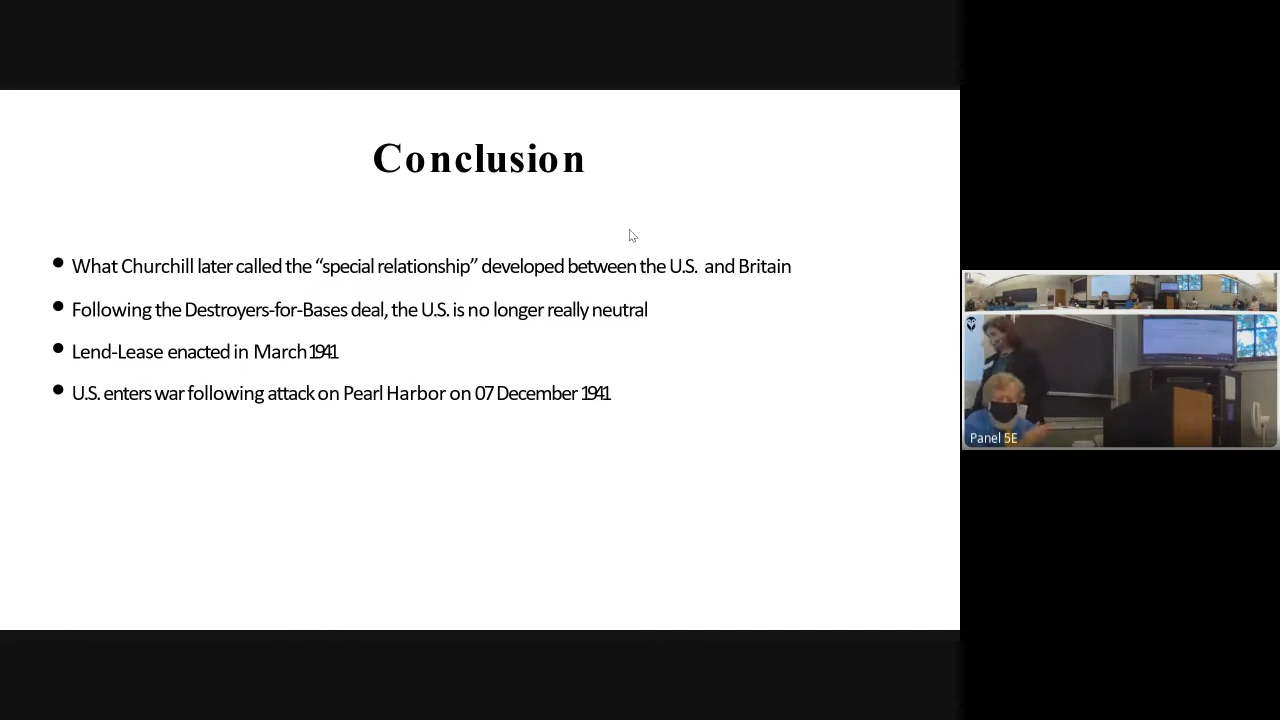 Conclusion
What Churchill later called the “special relationship” developed between the U.S. and Britain
Following the Destroyers-for-Bases deal, the U.S. is no longer really neutral
Lend-Lease enacted in March 1941
U.S. enters war following attack on Pearl Harbor on 07 December 1941
Panel 5E